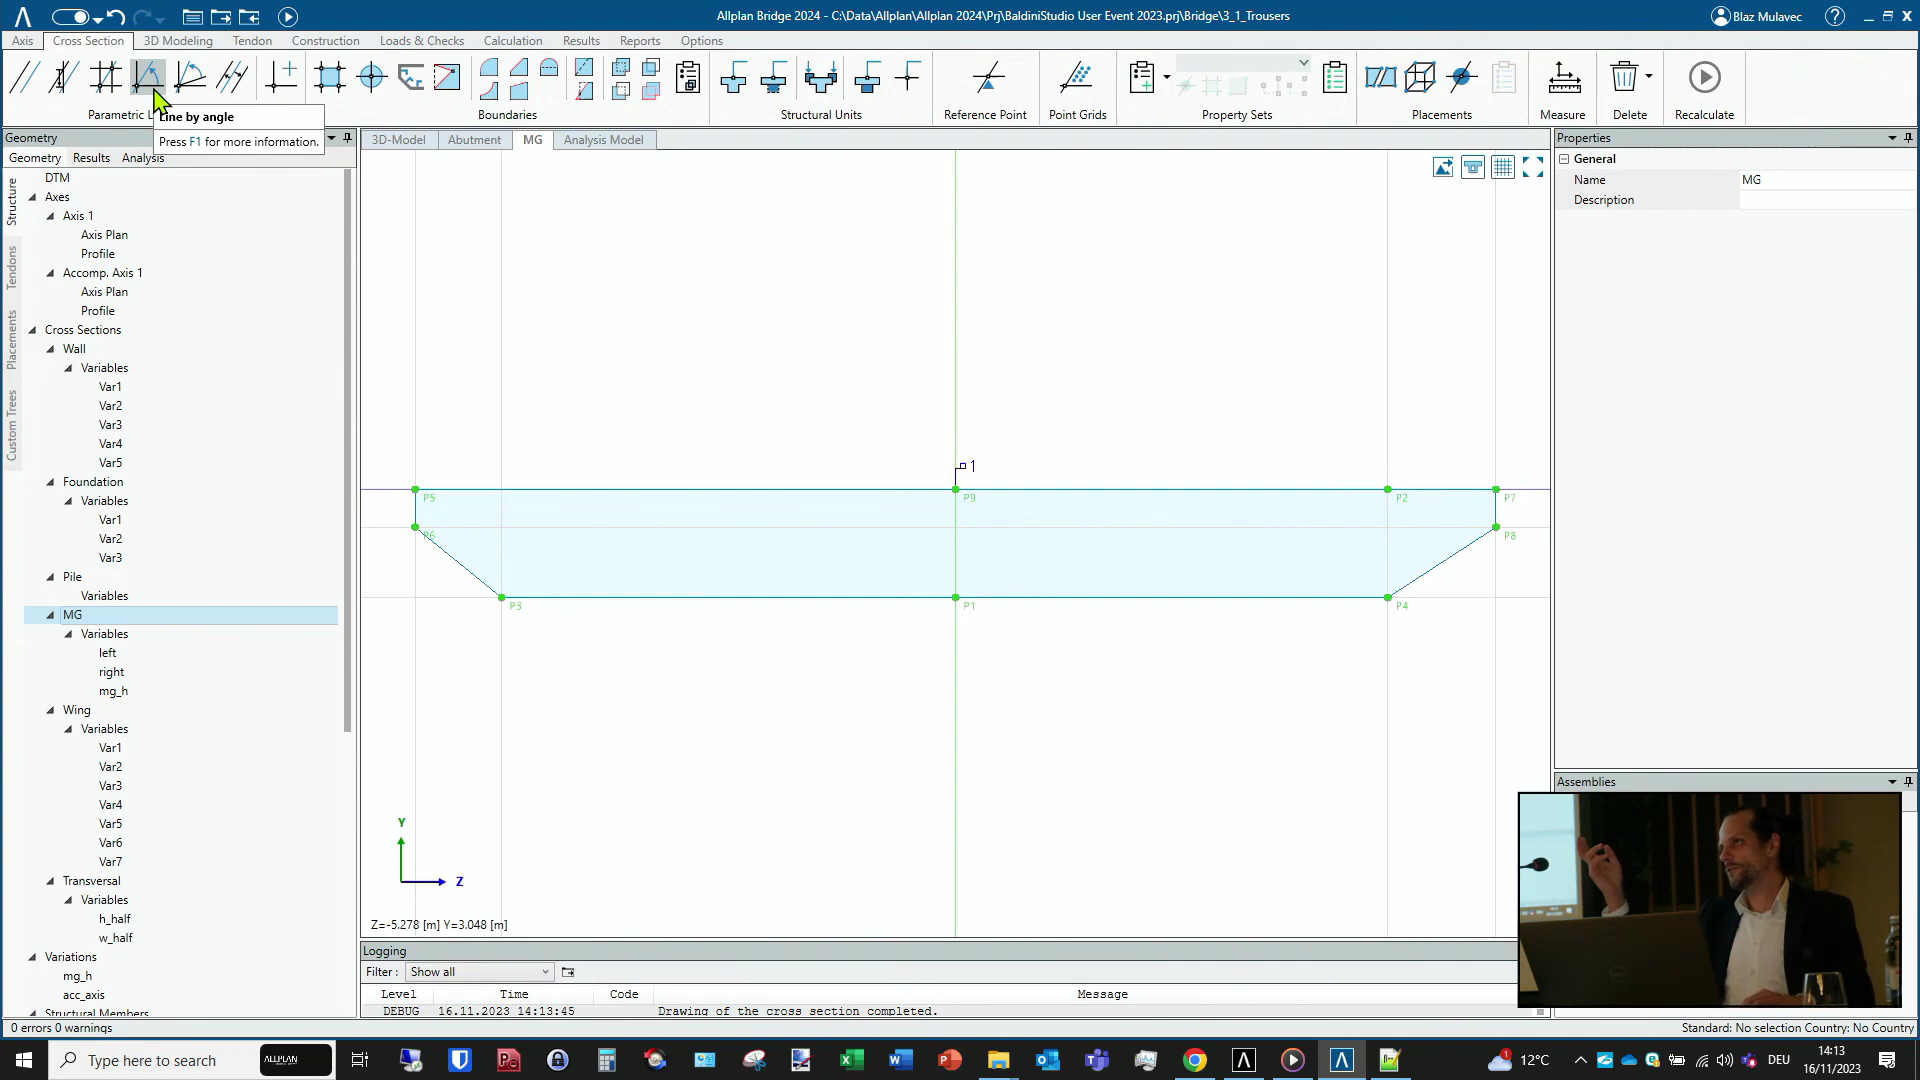 Allplan Bridge 2024 - C:\Data\Allplan\Allplan 2024\Prj\BaldiniStudio User Event 2023.prj\Bridge\3_1_Trousers
Blaz Mulavec
Axis
Cross Section
3D Modeling
Tendon
Construction
Loads & Checks
Calculation
Results
Reports
Options
Parametric L
Boundaries
Structural Units
Reference Point
Point Grids
Property Sets
Placements
Measure
Delete
Recalculate
Line by angle
Press F1 for more information.
Geometry
Geometry
Results
Analysis
Structure
Tendons
Placements
Custom Trees
DTM
Axes
Axis 1
Axis Plan
Profile
Accomp. Axis 1
Axis Plan
Profile
Cross Sections
Wall
Variables
Var1
Var2
Var3
Var4
Var5
Foundation
Variables
Var1
Var2
Var3
Pile
Variables
MG
Variables
left
right
mg_h
Wing
Variables
Var1
Var2
Var3
Var4
Var5
Var6
Var7
Transversal
Variables
h_half
w_half
Variations
mg_h
acc_axis
Structural Members
3D-Model
Abutment
MG
Analysis Model
1
P5
P9
P2
P7
P6
P8
P3
P1
P4
Y
Z
Z=-5.278 [m] Y=3.048 [m]
Properties
General
Name
MG
Description
Assemblies
Logging
Filter :
Show all
Level
Time
Code
Message
DEBUG
16.11.2023 14:13:45
Drawing of the cross section completed.
0 errors 0 warnings
Standard: No selection Country: No Country
Type here to search
ALLPLAN
1
12°C
DEU
14:13
16/11/2023